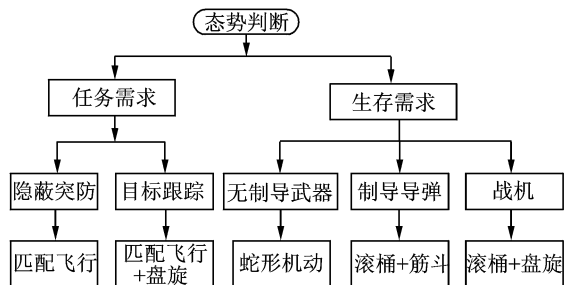 态势判断
任务需求
生存需求
隐蔽突防
目标跟踪
无制导武器
制导导弹
战机
匹配飞行
匹配飞行
+盘旋
蛇形机动
滚桶+筋斗
滚桶+盘旋